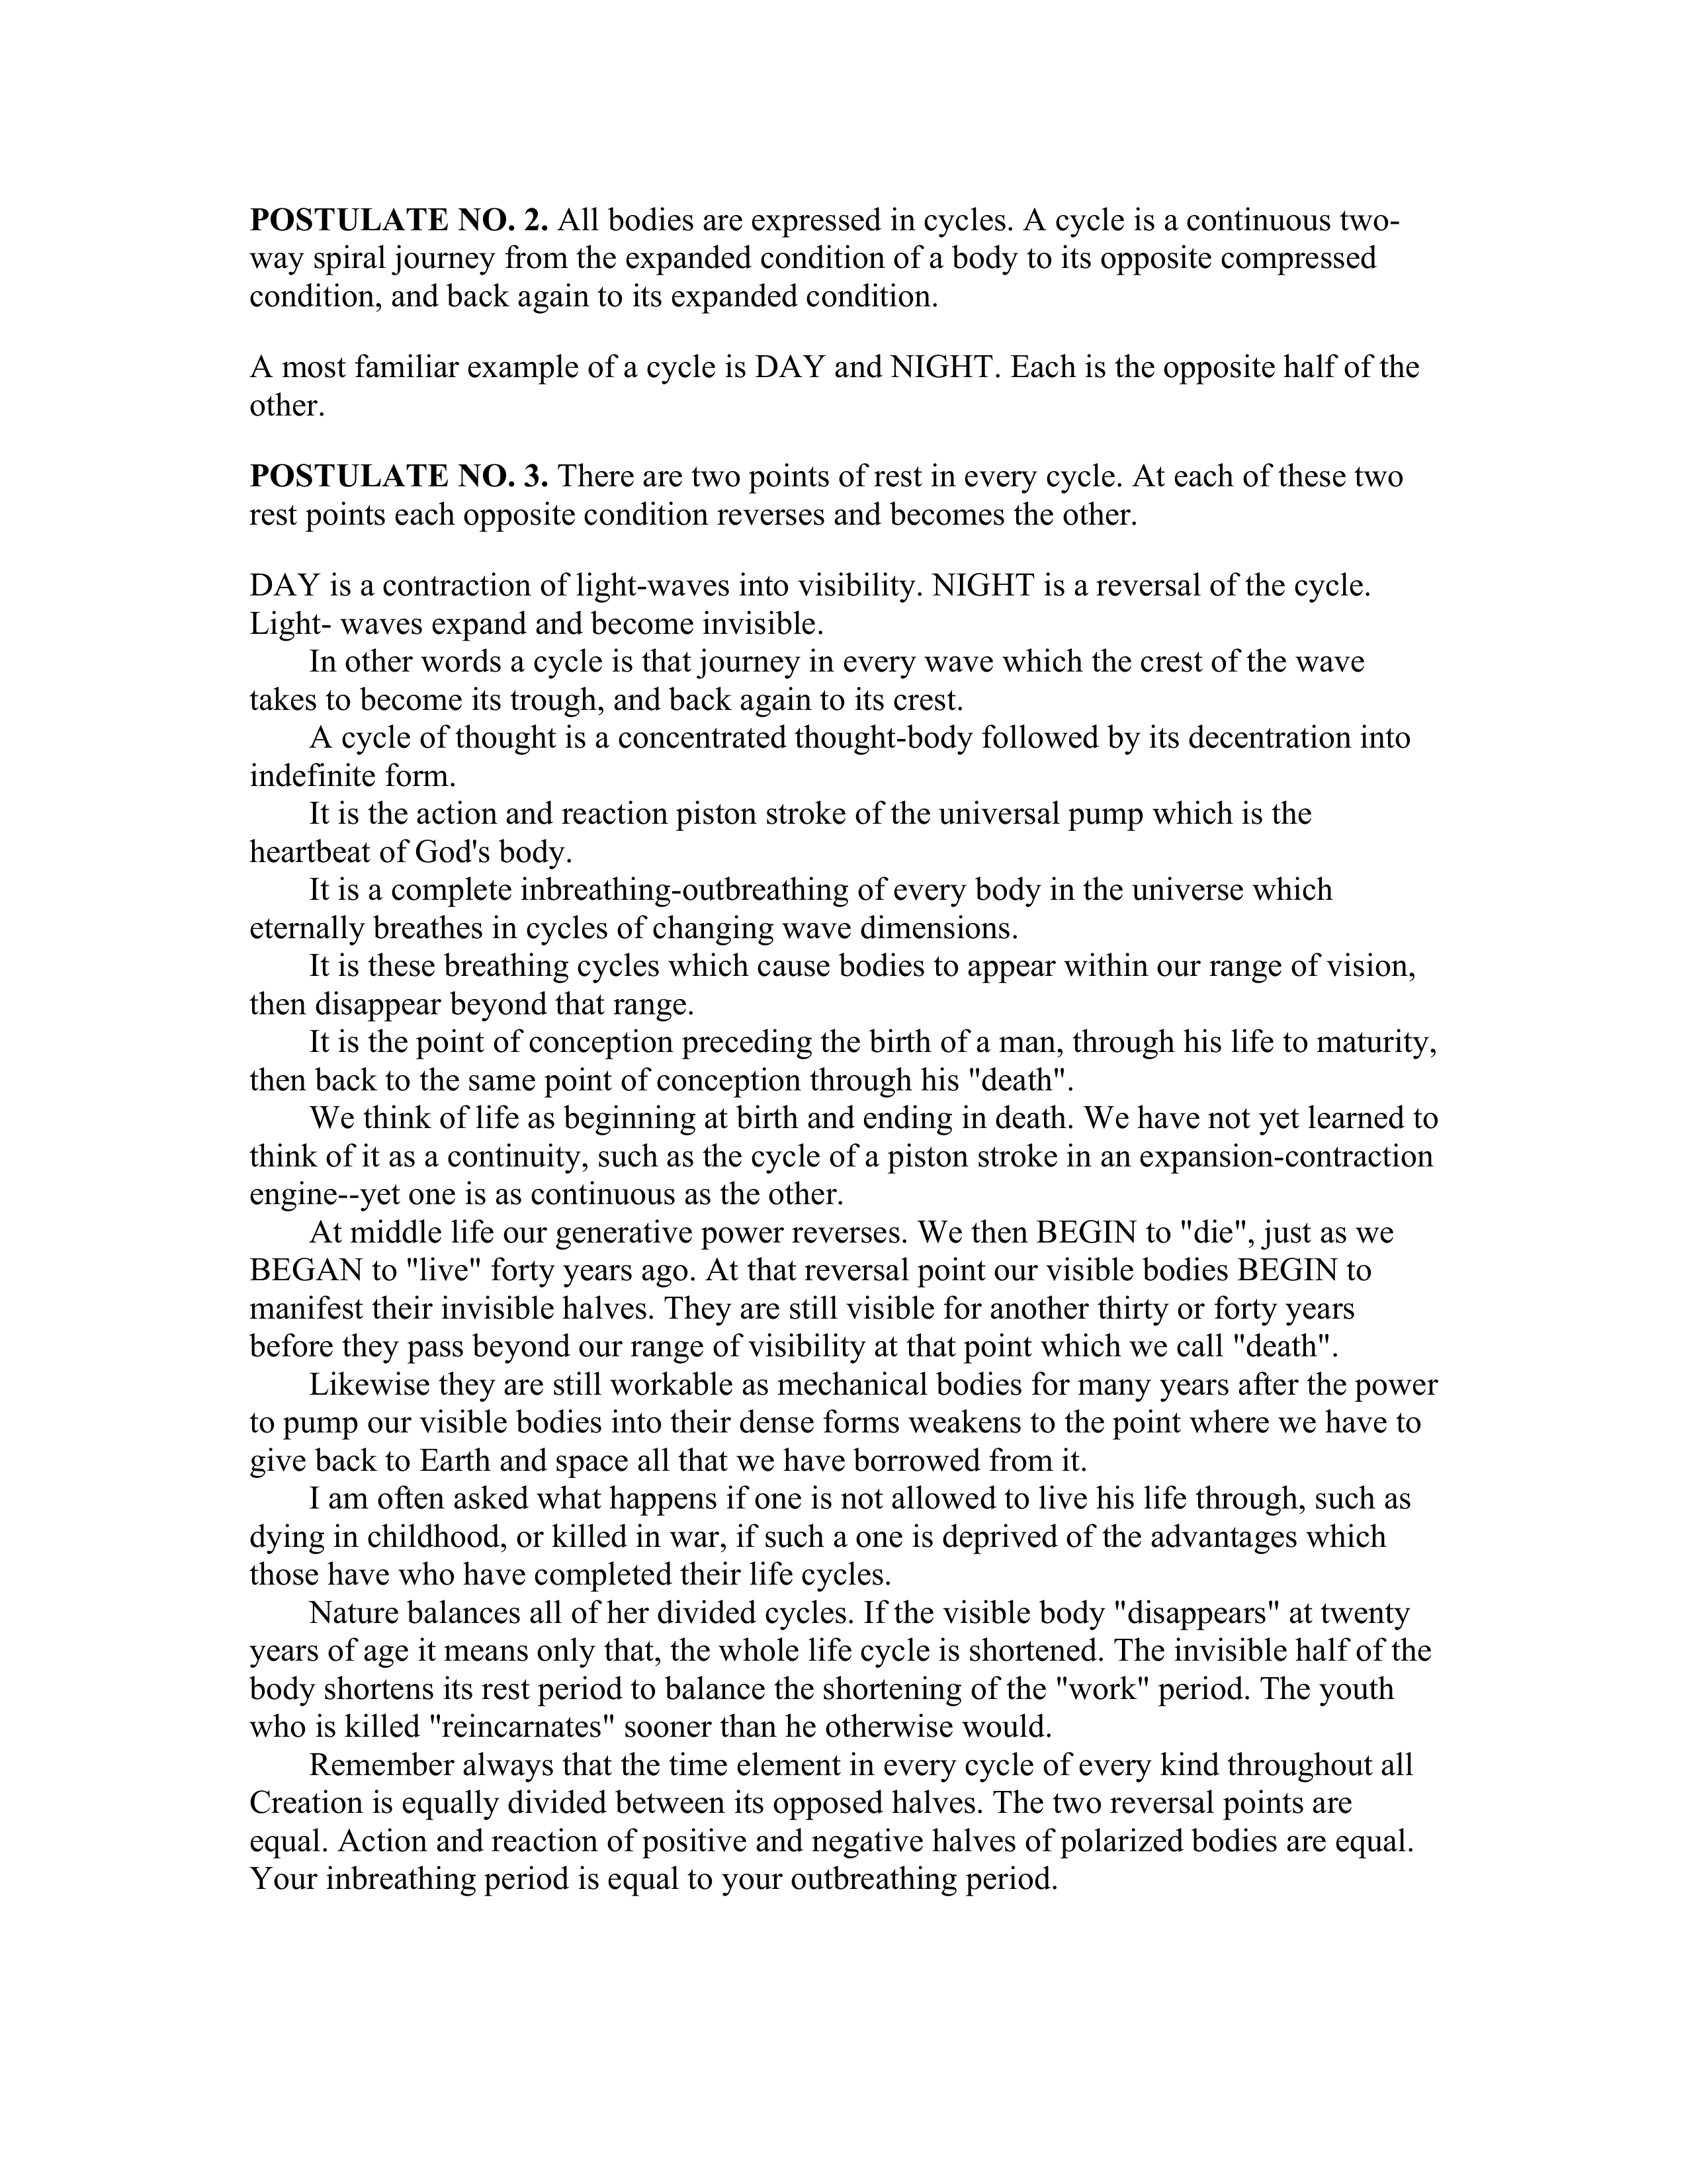 POSTULATE NO. 2. All bodies are expressed in cycles. A cycle is a continuous two-
way spiral journey from the expanded condition of a body to its opposite compressed
condition, and back again to its expanded condition.
A most familiar example of a cycle is DAY and NIGHT. Each is the opposite half of the
other.
POSTULATE NO. 3. There are two points of rest in every cycle. At each of these two
rest points each opposite condition reverses and becomes the other.
DAY is a contraction of light-waves into visibility. NIGHT is a reversal of the cycle.
Light- waves expand and become invisible.
In other words a cycle is that journey in every wave which the crest of the wave
takes to become its trough, and back again to its crest.
A cycle of thought is a concentrated thought-body followed by its decentration into
indefinite form.
It is the action and reaction piston stroke of the universal pump which is the
heartbeat of God's body.
It is a complete inbreathing-outbreathing of every body in the universe which
eternally breathes in cycles of changing wave dimensions.
It is these breathing cycles which cause bodies to appear within our range of vision,
then disappear beyond that range.
It is the point of conception preceding the birth of a man, through his life to maturity,
then back to the same point of conception through his "death".
We think of life as beginning at birth and ending in death. We have not yet learned to
think of it as a continuity, such as the cycle of a piston stroke in an expansion-contraction
engine--yet one is as continuous as the other.
At middle life our generative power reverses. We then BEGIN to "die", just as we
BEGAN to "live" forty years ago. At that reversal point our visible bodies BEGIN to
manifest their invisible halves. They are still visible for another thirty or forty years
before they pass beyond our range of visibility at that point which we call "death".
Likewise they are still workable as mechanical bodies for many years after the power
to pump our visible bodies into their dense forms weakens to the point where we have to
give back to Earth and space all that we have borrowed from it.
I am often asked what happens if one is not allowed to live his life through, such as
dying in childhood, or killed in war, if such a one is deprived of the advantages which
those have who have completed their life cycles.
Nature balances all of her divided cycles. If the visible body "disappears" at twenty
years of age it means only that, the whole life cycle is shortened. The invisible half of the
body shortens its rest period to balance the shortening of the "work" period. The youth
who is killed "reincarnates" sooner than he otherwise would.
Remember always that the time element in every cycle of every kind throughout all
Creation is equally divided between its opposed halves. The two reversal points are
equal. Action and reaction of positive and negative halves of polarized bodies are equal.
Your inbreathing period is equal to your outbreathing period.